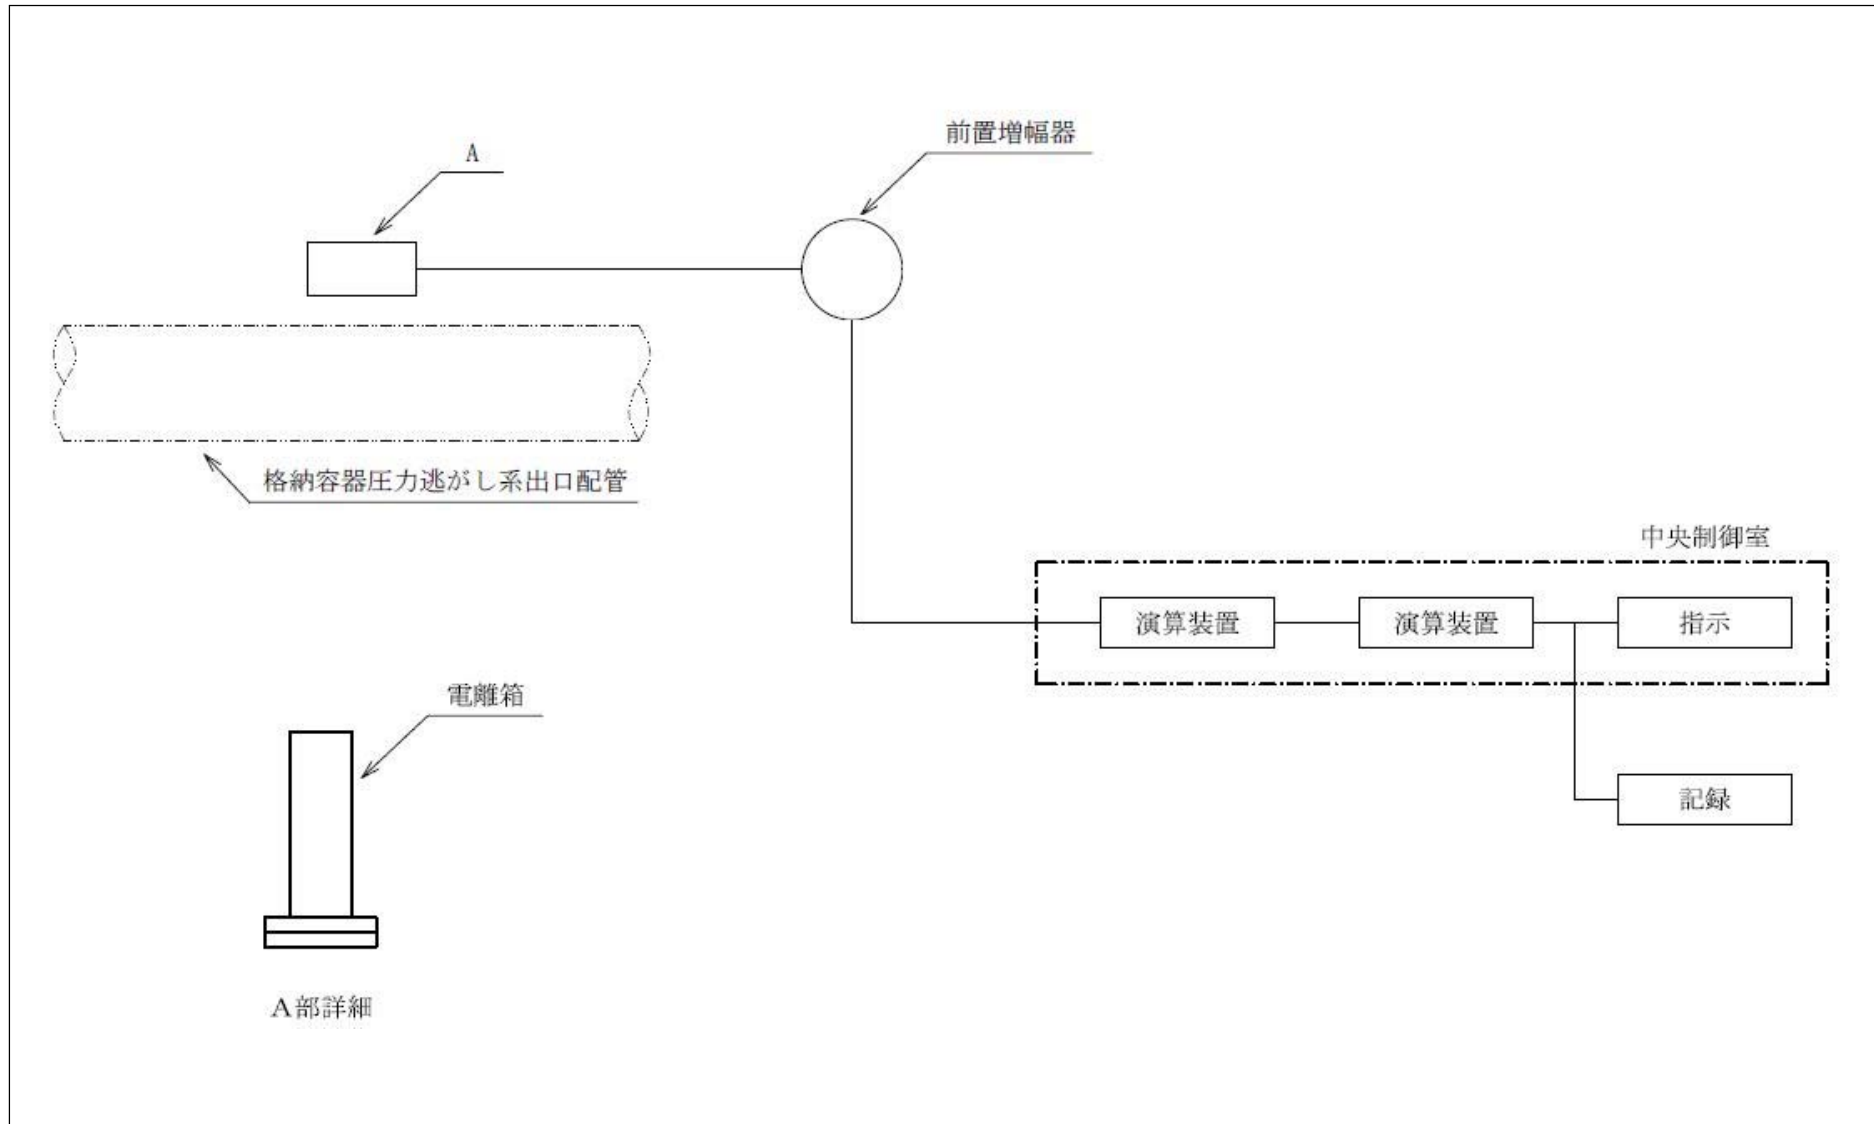 前置増幅器
A
格納容器圧力逃がし系出口配管
中央制御室
演算装置
演算装置
指示
電離箱
記録
A部詳細